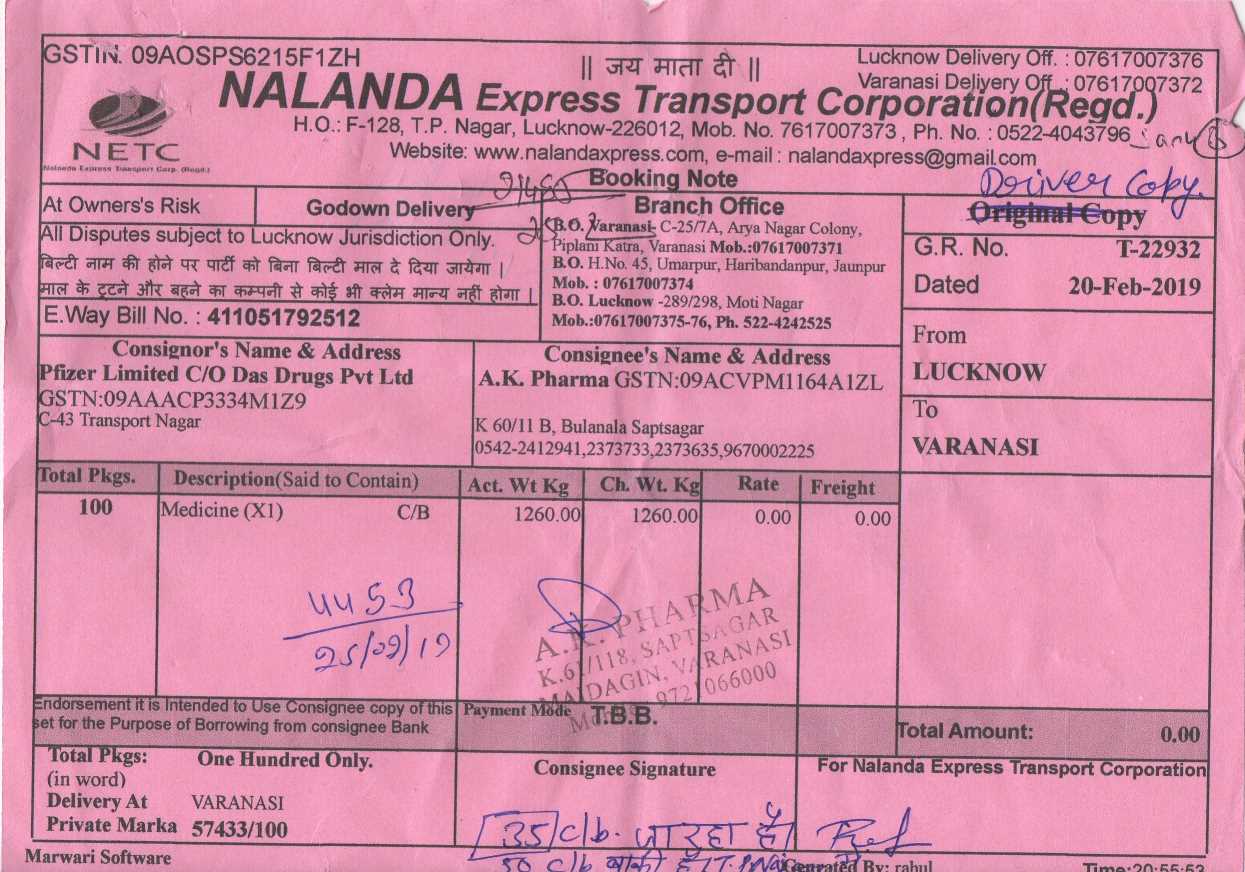 GSTIN. 09AOSPS6215F1ZH
|| जय माता दी ||
Lucknow Delivery Off. : 07617007376
Varanasi Delivery Off. : 07617007372
NALANDA Express Transport Corporation(Regd.)
H.O.: F-128, T.P. Nagar, Lucknow-226012, Mob. No. 7617007373 , Ph. No. : 0522-4043796
Website: www.nalandaxpress.com, e-mail : nalandaxpress@gmail.com
NETC
Nalanda Express Transport Corp. (Regd.)
Booking Note
Driver Copy.
Original Copy
At Owners's Risk
Godown Delivery
All Disputes subject to Lucknow Jurisdiction Only.
बिल्टी नाम की होने पर पार्टी को बिना बिल्टी माल दे दिया जायेगा |
माल के टूटने और बहने का कम्पनी से कोई भी क्लेम मान्य नहीं होगा |
E.Way Bill No. : 411051792512
Branch Office
B.O. Varanasi- C-25/7A, Arya Nagar Colony,
Piplani Katra, Varanasi Mob.:07617007371
B.O. H.No. 45, Umarpur, Haribandanpur, Jaunpur
Mob. : 07617007374
B.O. Lucknow -289/298, Moti Nagar
Mob.:07617007375-76, Ph. 522-4242525
G.R. No. T-22932
Dated 20-Feb-2019
From
LUCKNOW
To
VARANASI
Consignor's Name & Address
Pfizer Limited C/O Das Drugs Pvt Ltd
GSTN:09AAACP3334M1Z9
C-43 Transport Nagar
Consignee's Name & Address
A.K. Pharma GSTN:09ACVPM1164A1ZL
K 60/11 B, Bulanala Saptsagar
0542-2412941,2373733,2373635,9670002225
Total Pkgs. Description(Said to Contain) Act. Wt Kg Ch. Wt. Kg Rate Freight
100 Medicine (X1) C/B 1260.00 1260.00 0.00 0.00
4453
25/02/19
A.K. PHARMA
K.61/118, SAPTSAGAR
MAIDAGIN, VARANASI
9721066000
Endorsement it is Intended to Use Consignee copy of this
set for the Purpose of Borrowing from consignee Bank
Payment Mode T.B.B.
Total Amount: 0.00
Total Pkgs: One Hundred Only.
(in word)
Delivery At VARANASI
Private Marka 57433/100
Consignee Signature
For Nalanda Express Transport Corporation
35 c/b. जा रहा है
50 c/b बाकी है
Marwari Software
Genrated By: rahul
Time:20:55:53